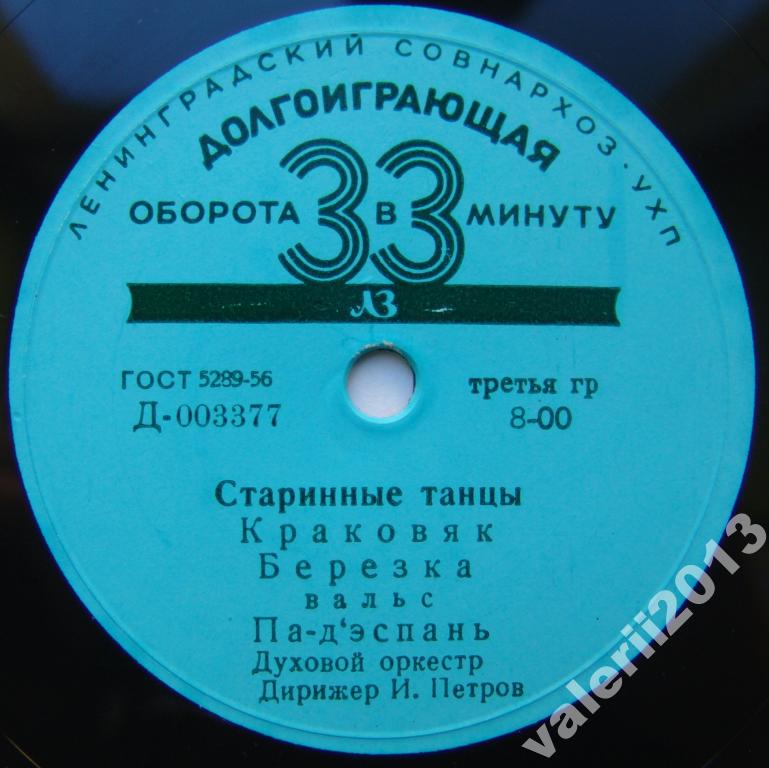 ЛЕНИНГРАДСКИЙ СОВНАРХОЗ·УХП
ДОЛГОИГРАЮЩАЯ
ОБОРОТА 33 В МИНУТУ
ЛЗ
ГОСТ 5289-56
Д-003377
третья гр
8-00
Старинные танцы
Краковяк
Березка
вальс
Па-д'эспань
Духовой оркестр
Дирижер И. Петров
valerii2013